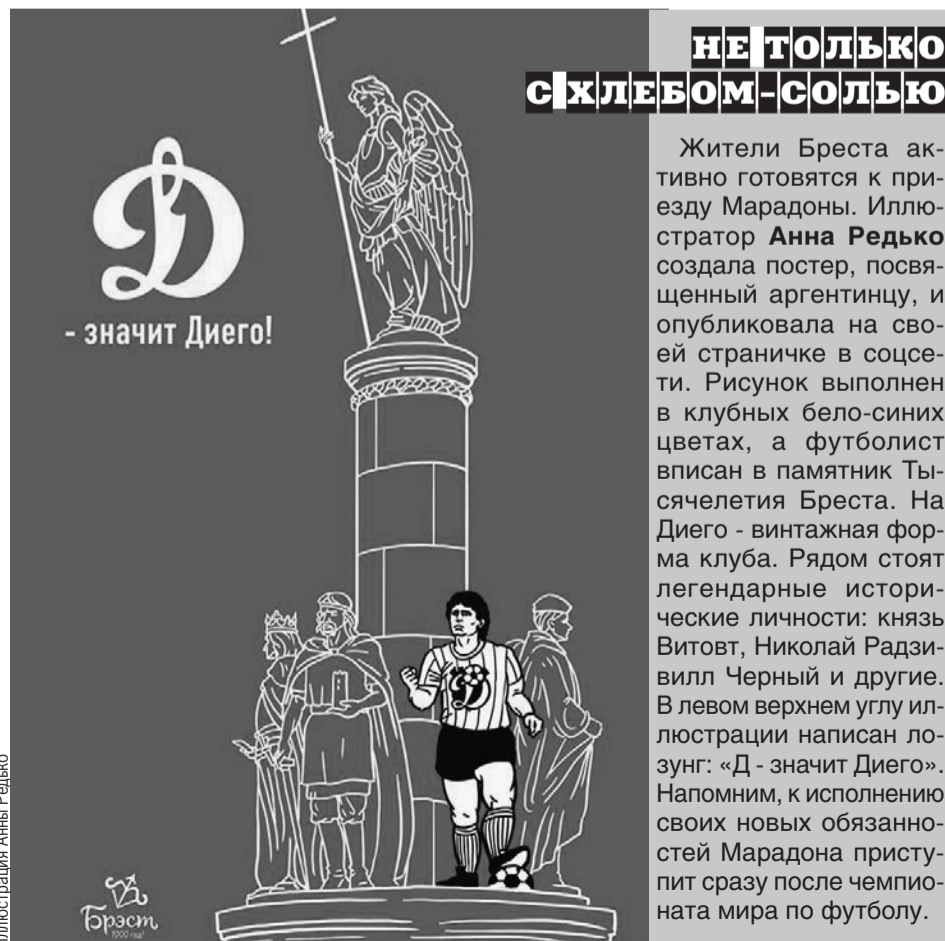 НЕ ТОЛЬКО
С ХЛЕБОМ-СОЛЬЮ
Д
- значит Диего!
Жители Бреста ак-
тивно готовятся к при-
езду Марадоны. Иллю-
стратор Анна Редько
создала постер, посвя-
щенный аргентинцу, и
опубликовала на сво-
ей страничке в соцсе-
ти. Рисунок выполнен
в клубных бело-синих
цветах, а футболист
вписан в памятник Ты-
сячелетия Бреста. На
Диего - винтажная фор-
ма клуба. Рядом стоят
легендарные истори-
ческие личности: князь
Витовт, Николай Радзи-
вилл Черный и другие.
В левом верхнем углу ил-
люстрации написан ло-
зунг: «Д - значит Диего».
Напомним, к исполнению
своих новых обязанно-
стей Марадона присту-
пит сразу после чемпио-
ната мира по футболу.
Д
Брэст
1000 год!
Иллюстрация Анны Редько